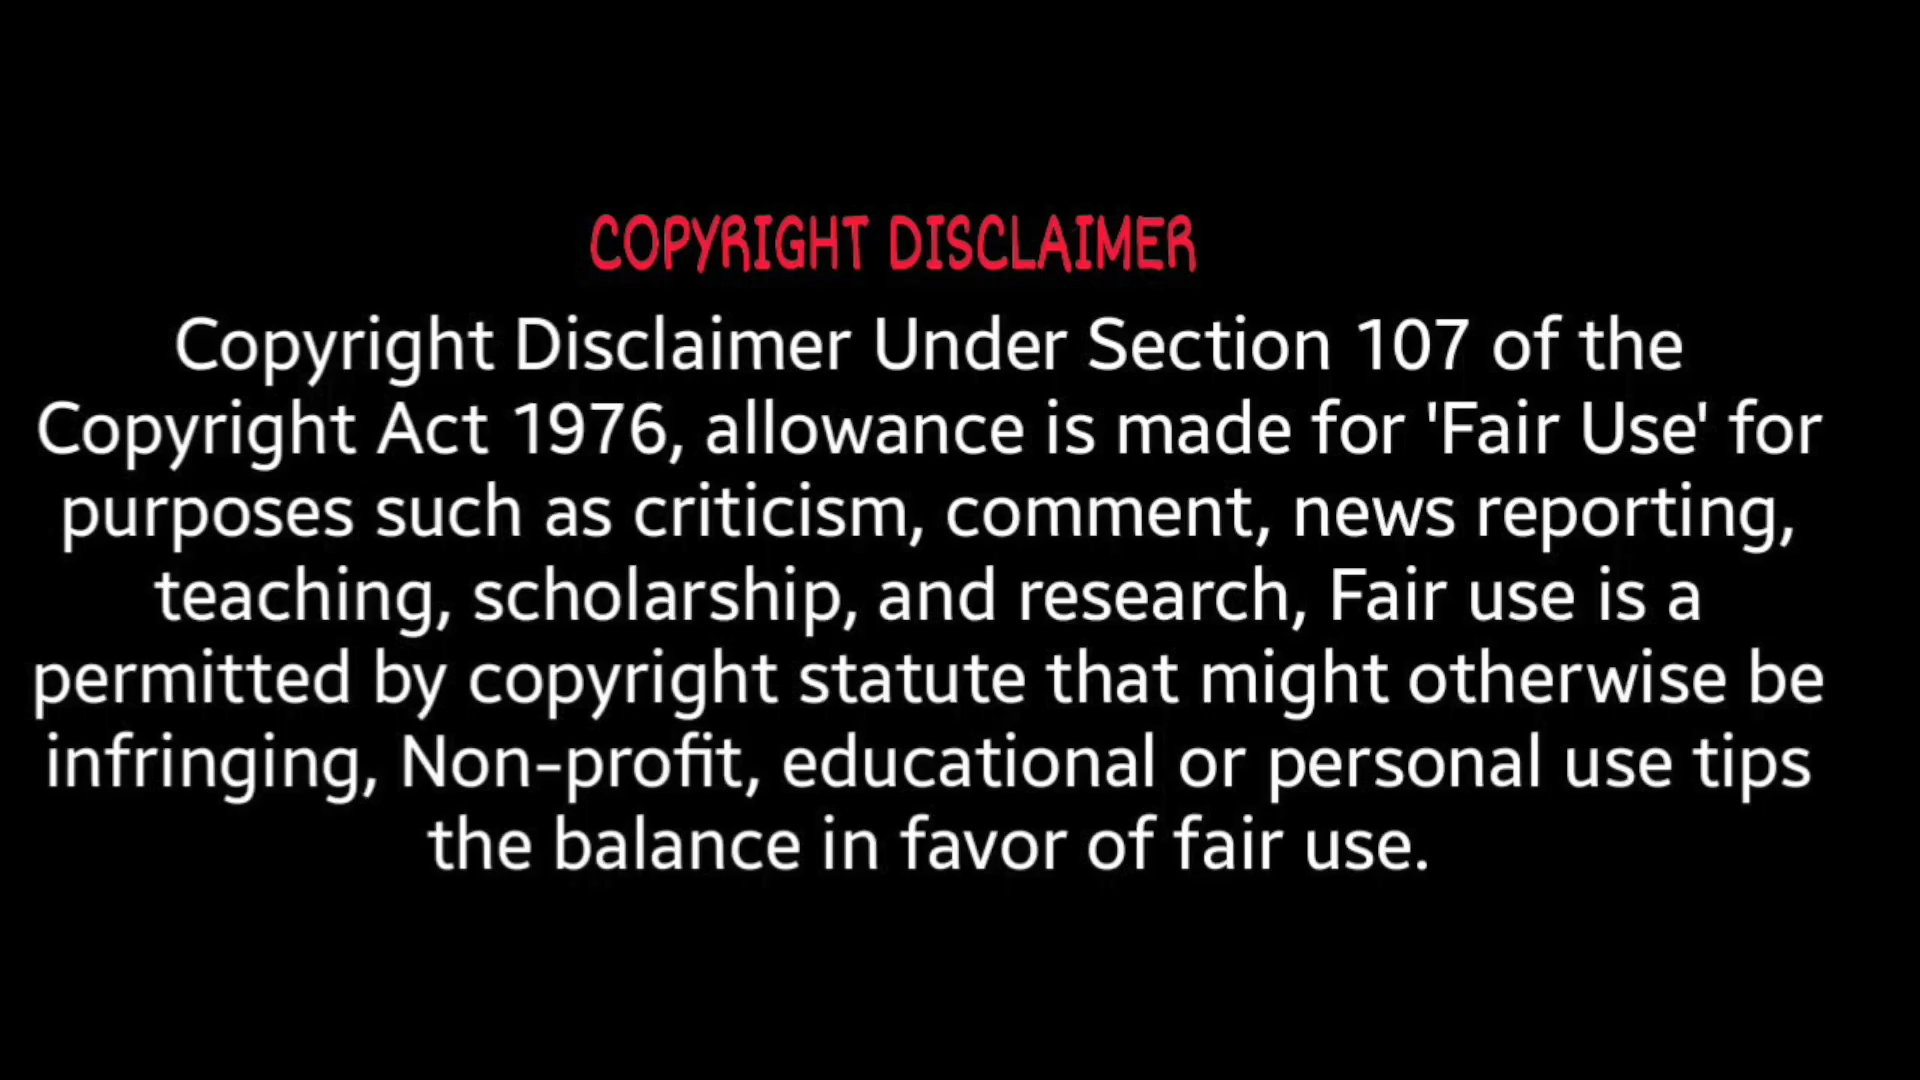 COPYRIGHT DISCLAIMER
Copyright Disclaimer Under Section 107 of the
Copyright Act 1976, allowance is made for 'Fair Use' for
purposes such as criticism, comment, news reporting,
teaching, scholarship, and research, Fair use is a
permitted by copyright statute that might otherwise be
infringing, Non-profit, educational or personal use tips
the balance in favor of fair use.